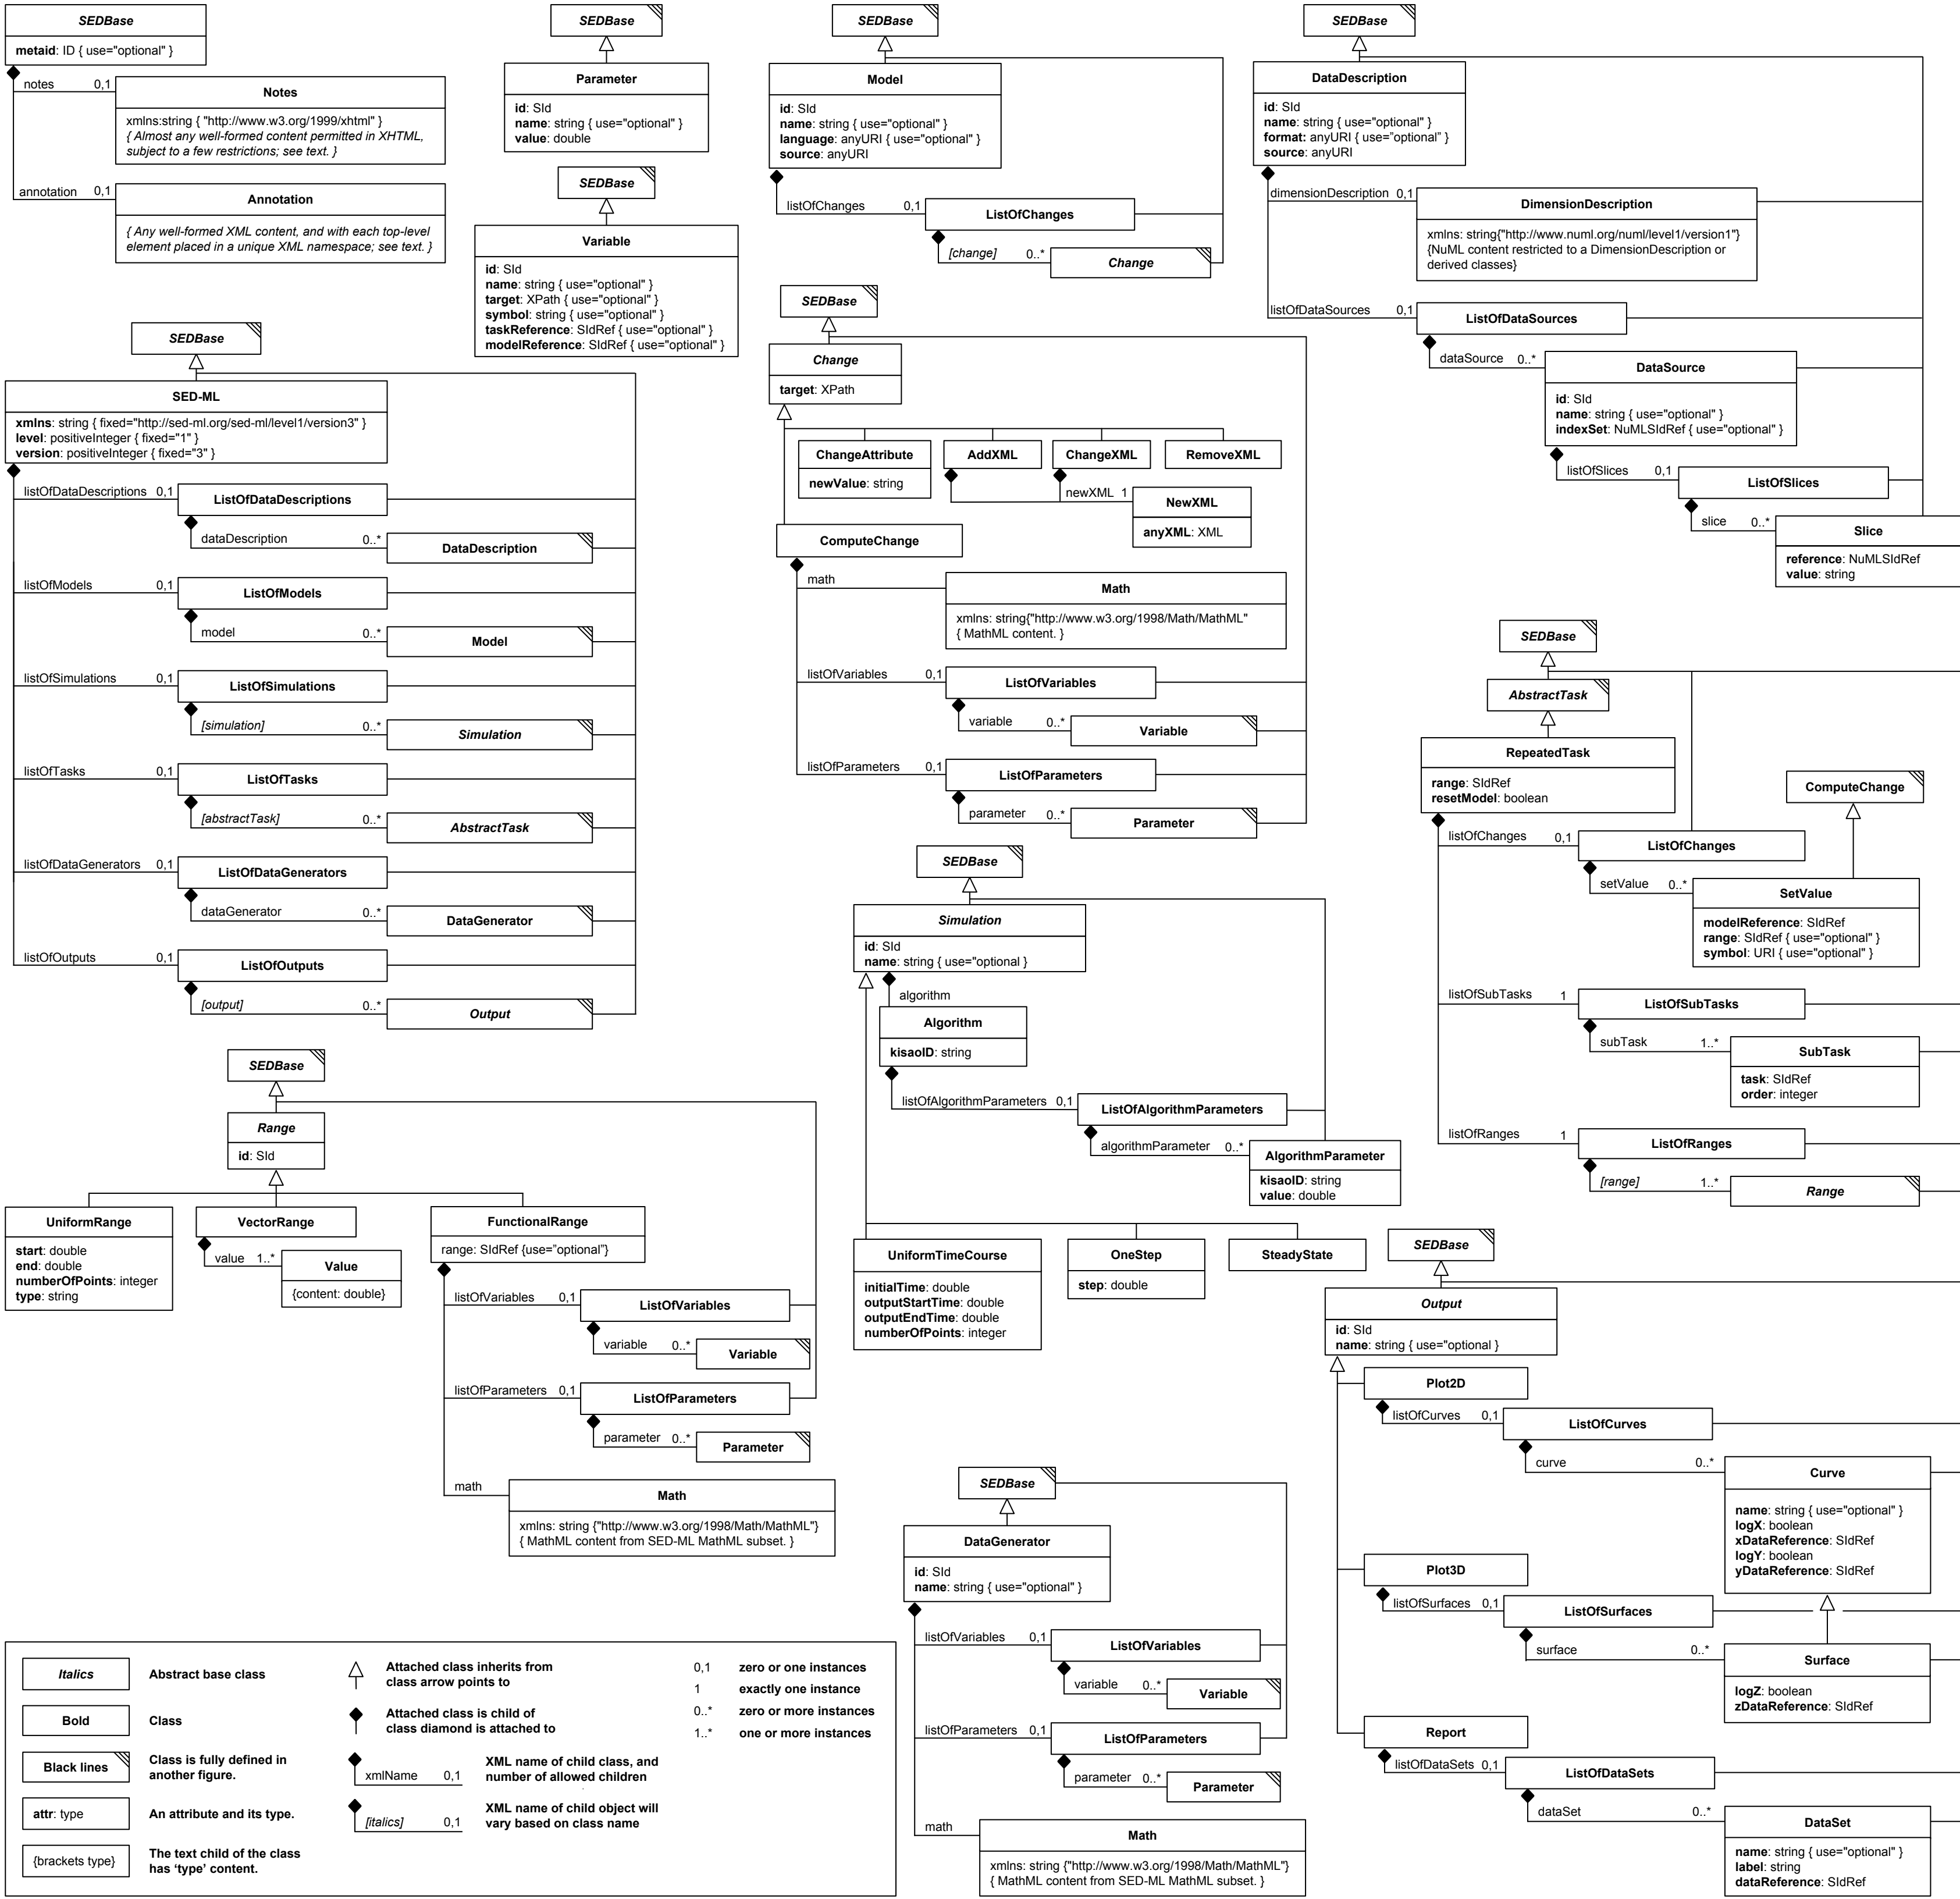 SEDBase
metaid: ID { use="optional" }
notes 0,1
Notes
xmlns:string { "http://www.w3.org/1999/xhtml" }
{ Almost any well-formed content permitted in XHTML,
subject to a few restrictions; see text. }
annotation 0,1
Annotation
{ Any well-formed XML content, and with each top-level
element placed in a unique XML namespace; see text. }
SEDBase
Parameter
id: SId
name: string { use="optional" }
value: double
SEDBase
Variable
id: SId
name: string { use="optional" }
target: XPath { use="optional" }
symbol: string { use="optional" }
taskReference: SIdRef { use="optional" }
modelReference: SIdRef { use="optional" }
SEDBase
Model
id: SId
name: string { use="optional" }
language: anyURI { use="optional" }
source: anyURI
listOfChanges 0,1
ListOfChanges
[change] 0..*
Change
SEDBase
DataDescription
id: SId
name: string { use="optional" }
format: anyURI { use="optional" }
source: anyURI
dimensionDescription 0,1
DimensionDescription
xmlns: string{"http://www.numl.org/numl/level1/version1"}
{NuML content restricted to a DimensionDescription or
derived classes}
listOfDataSources 0,1
ListOfDataSources
dataSource 0..*
DataSource
id: SId
name: string { use="optional" }
indexSet: NuMLSIdRef { use="optional" }
listOfSlices 0,1
ListOfSlices
slice 0..*
Slice
reference: NuMLSIdRef
value: string
SEDBase
SED-ML
xmlns: string { fixed="http://sed-ml.org/sed-ml/level1/version3" }
level: positiveInteger { fixed="1" }
version: positiveInteger { fixed="3" }
listOfDataDescriptions 0,1
ListOfDataDescriptions
dataDescription 0..*
DataDescription
listOfModels 0,1
ListOfModels
model 0..*
Model
listOfSimulations 0,1
ListOfSimulations
[simulation] 0..*
Simulation
listOfTasks 0,1
ListOfTasks
[abstractTask] 0..*
AbstractTask
listOfDataGenerators 0,1
ListOfDataGenerators
dataGenerator 0..*
DataGenerator
listOfOutputs 0,1
ListOfOutputs
[output] 0..*
Output
SEDBase
Change
target: XPath
ChangeAttribute
newValue: string
AddXML
ChangeXML
RemoveXML
newXML 1
NewXML
anyXML: XML
ComputeChange
math
Math
xmlns: string{"http://www.w3.org/1998/Math/MathML"
{ MathML content. }
listOfVariables 0,1
ListOfVariables
variable 0..*
Variable
listOfParameters 0,1
ListOfParameters
parameter 0..*
Parameter
SEDBase
Simulation
id: SId
name: string { use="optional }
algorithm
Algorithm
kisaoID: string
listOfAlgorithmParameters 0,1
ListOfAlgorithmParameters
algorithmParameter 0..*
AlgorithmParameter
kisaoID: string
value: double
UniformTimeCourse
initialTime: double
outputStartTime: double
outputEndTime: double
numberOfPoints: integer
OneStep
step: double
SteadyState
SEDBase
AbstractTask
RepeatedTask
range: SIdRef
resetModel: boolean
ComputeChange
listOfChanges 0,1
ListOfChanges
setValue 0..*
SetValue
modelReference: SIdRef
range: SIdRef { use="optional" }
symbol: URI { use="optional" }
listOfSubTasks 1
ListOfSubTasks
subTask 1..*
SubTask
task: SIdRef
order: integer
listOfRanges 1
ListOfRanges
[range] 1..*
Range
SEDBase
Range
id: SId
UniformRange
start: double
end: double
numberOfPoints: integer
type: string
VectorRange
value 1..*
Value
{content: double}
FunctionalRange
range: SIdRef {use="optional"}
listOfVariables 0,1
ListOfVariables
variable 0..*
Variable
listOfParameters 0,1
ListOfParameters
parameter 0..*
Parameter
math
Math
xmlns: string {"http://www.w3.org/1998/Math/MathML"}
{ MathML content from SED-ML MathML subset. }
SEDBase
Output
id: SId
name: string { use="optional }
Plot2D
listOfCurves 0,1
ListOfCurves
curve 0..*
Curve
name: string { use="optional" }
logX: boolean
xDataReference: SIdRef
logY: boolean
yDataReference: SIdRef
Plot3D
listOfSurfaces 0,1
ListOfSurfaces
surface 0..*
Surface
logZ: boolean
zDataReference: SIdRef
Report
listOfDataSets 0,1
ListOfDataSets
dataSet 0..*
DataSet
name: string { use="optional" }
label: string
dataReference: SIdRef
SEDBase
DataGenerator
id: SId
name: string { use="optional" }
listOfVariables 0,1
ListOfVariables
variable 0..*
Variable
listOfParameters 0,1
ListOfParameters
parameter 0..*
Parameter
math
Math
xmlns: string {"http://www.w3.org/1998/Math/MathML"}
{ MathML content from SED-ML MathML subset. }
Italics
Abstract base class
Bold
Class
Black lines
Class is fully defined in
another figure.
attr: type
An attribute and its type.
{brackets type}
The text child of the class
has ‘type’ content.
Attached class inherits from
class arrow points to
Attached class is child of
class diamond is attached to
xmlName 0,1
XML name of child class, and
number of allowed children
[italics] 0,1
XML name of child object will
vary based on class name
0,1 zero or one instances
1 exactly one instance
0..* zero or more instances
1..* one or more instances